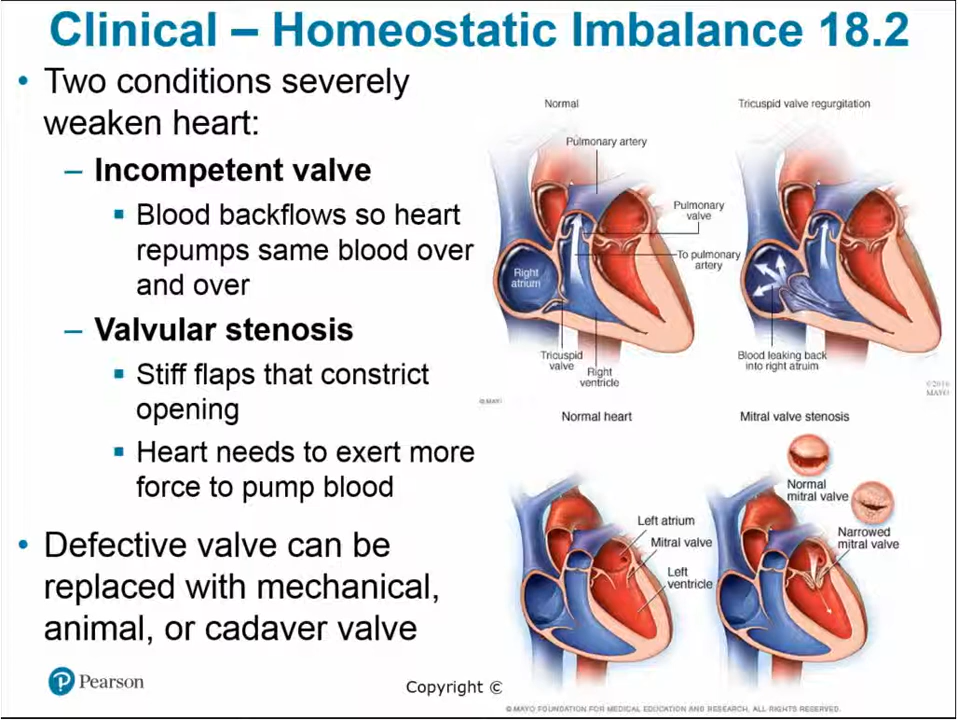 Clinical – Homeostatic Imbalance 18.2
• Two conditions severely
weaken heart:
– Incompetent valve
▪ Blood backflows so heart
repumps same blood over
and over
– Valvular stenosis
▪ Stiff flaps that constrict
opening
▪ Heart needs to exert more
force to pump blood
• Defective valve can be
replaced with mechanical,
animal, or cadaver valve
Normal
Pulmonary artery
Pulmonary
valve
To pulmonary
artery
Right
atrium
Tricuspid
valve
Right
ventricle
© MAYO
Tricuspid valve regurgitation
Blood leaking back
into right atruim
©2016
MAYO
Normal heart
Left atrium
Mitral valve
Left
ventricle
Mitral valve stenosis
Normal
mitral valve
Narrowed
mitral valve
Pearson
Copyright ©
© MAYO FOUNDATION FOR MEDICAL EDUCATION AND RESEARCH. ALL RIGHTS RESERVED.